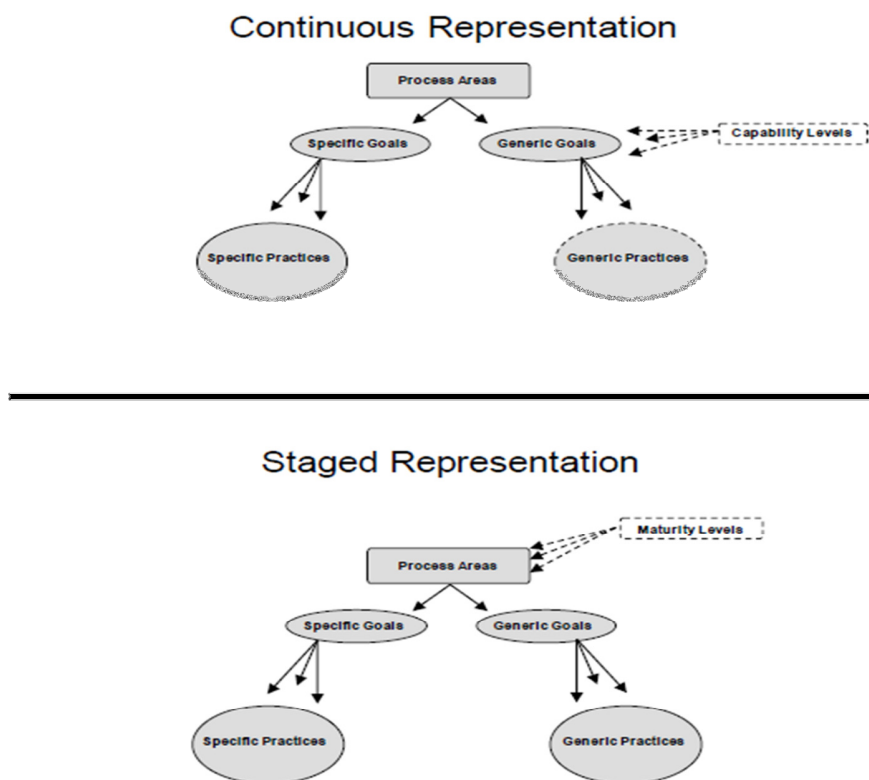 Continuous Representation
Process Areas
Specific Goals
Generic Goals
Capability Levels
Specific Practices
Generic Practices
Staged Representation
Maturity Levels
Process Areas
Specific Goals
Generic Goals
Specific Practices
Generic Practices